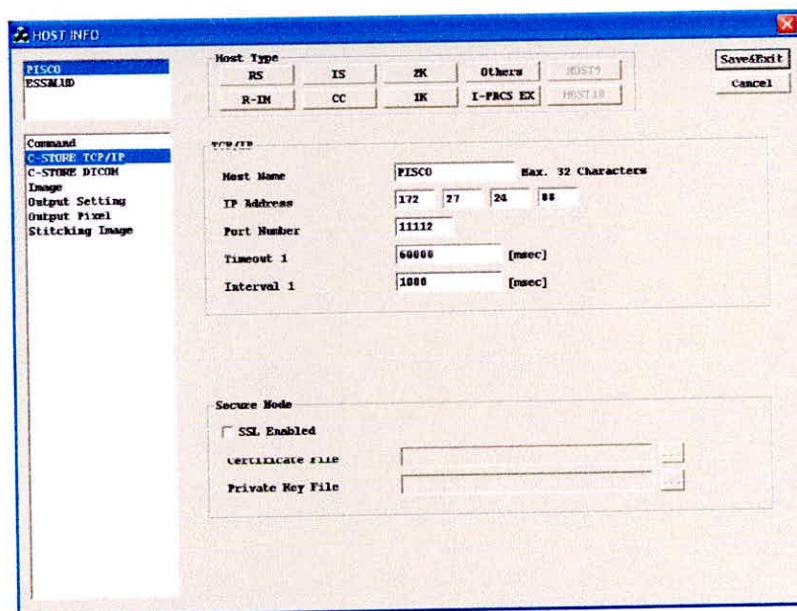 HOST INFO
PISCO
ESSALUD
Host Type
RS IS 2K Others HOST9
R-IM CC 1K I-PACS EX HOST10
Save&Exit
Cancel
Command
C-STORE TCP/IP
C-STORE DICOM
Image
Output Setting
Output Pixel
Stitching Image
TCP/IP
Host Name PISCO Max. 32 Characters
IP Address 172 27 24
Port Number 11112
Timeout 1 60000 [msec]
Interval 1 1000 [msec]
Secure Mode
SSL Enabled
Certificate File ...
Private Key File ...